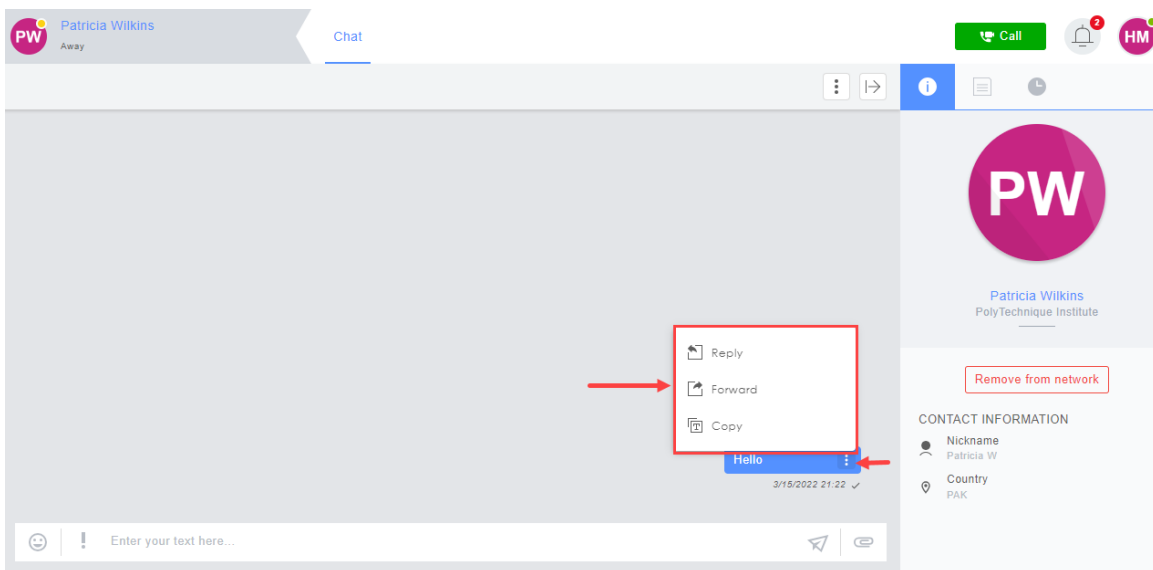 PW
Patricia Wilkins
Away
Chat
Call
2
HM
PW
Patricia Wilkins
PolyTechnique Institute
Remove from network
CONTACT INFORMATION
Nickname
Patricia W
Country
PAK
Reply
Forward
Copy
Hello
3/15/2022 21:22
Enter your text here...